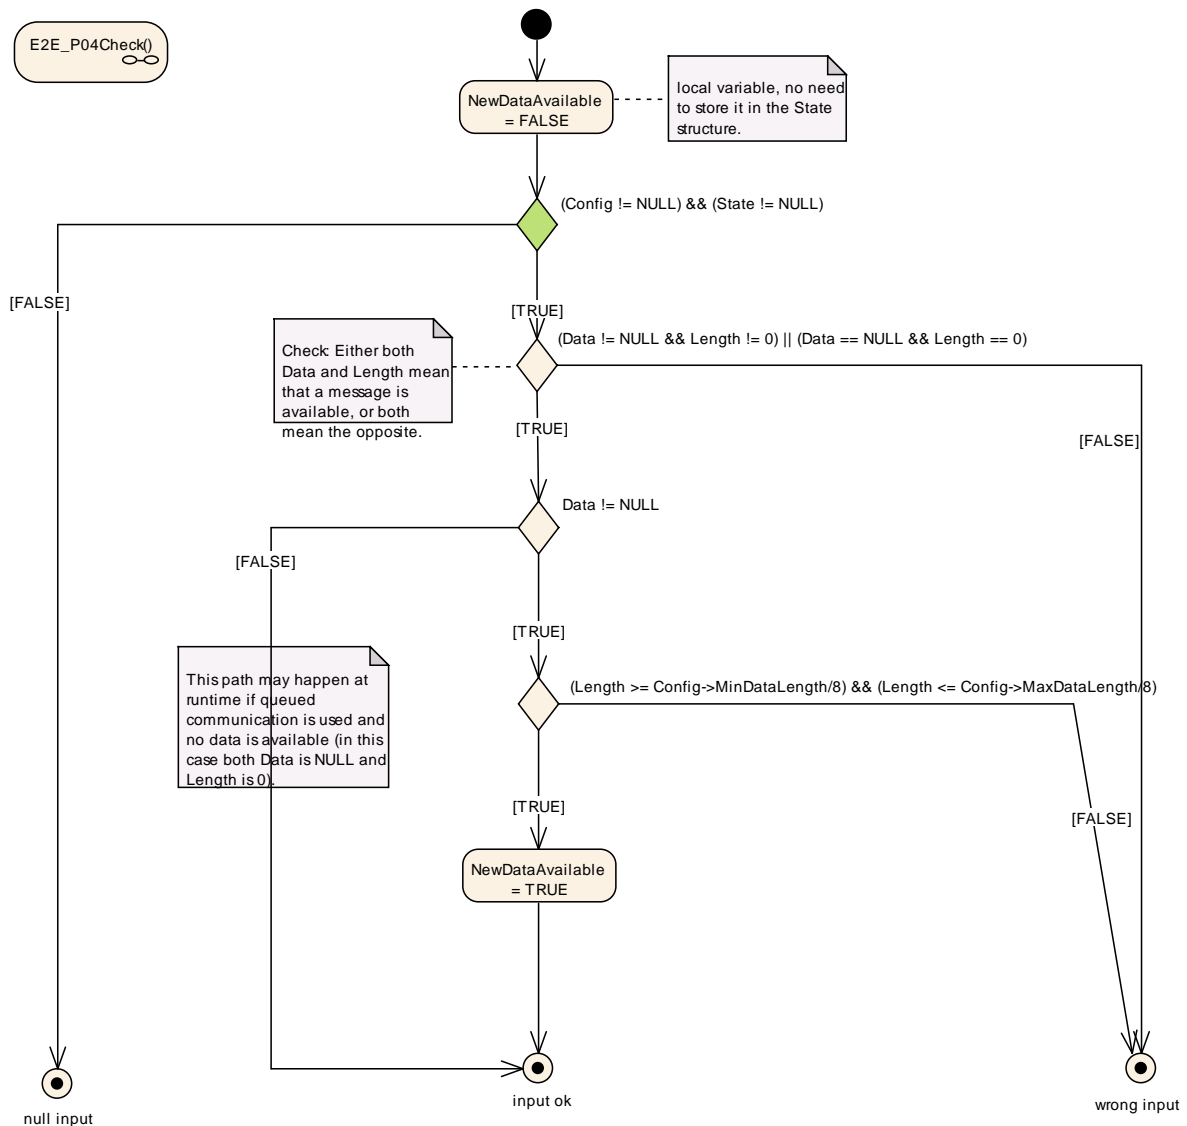 E2E_P04Check()
NewDataAvailable
= FALSE
local variable, no need
to store it in the State
structure.
(Config != NULL) && (State != NULL)
[FALSE]
[TRUE]
(Data != NULL && Length != 0) || (Data == NULL && Length == 0)
Check: Either both
Data and Length mean
that a message is
available, or both
mean the opposite.
[TRUE]
[FALSE]
Data != NULL
[FALSE]
[TRUE]
This path may happen at
runtime if queued
communication is used and
no data is available (in this
case both Data is NULL and
Length is 0).
(Length >= Config->MinDataLength/8) && (Length <= Config->MaxDataLength/8)
[TRUE]
[FALSE]
NewDataAvailable
= TRUE
null input
input ok
wrong input